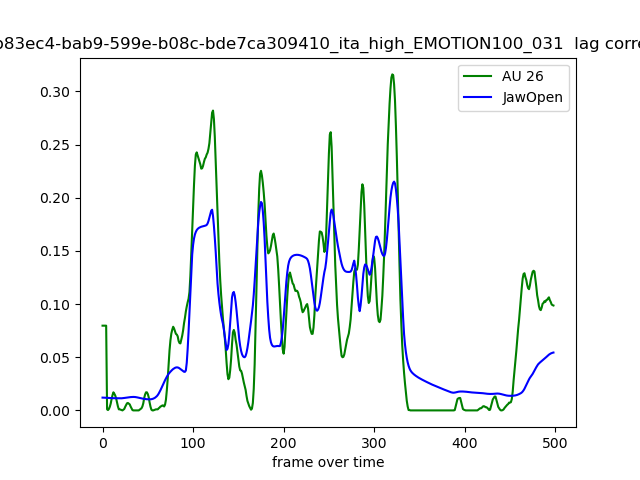 b83ec4-bab9-599e-b08c-bde7ca309410_ita_high_EMOTION100_031 lag corre
AU 26
JawOpen
0.30
0.25
0.20
0.15
0.10
0.05
0.00
0 100 200 300 400 500
frame over time